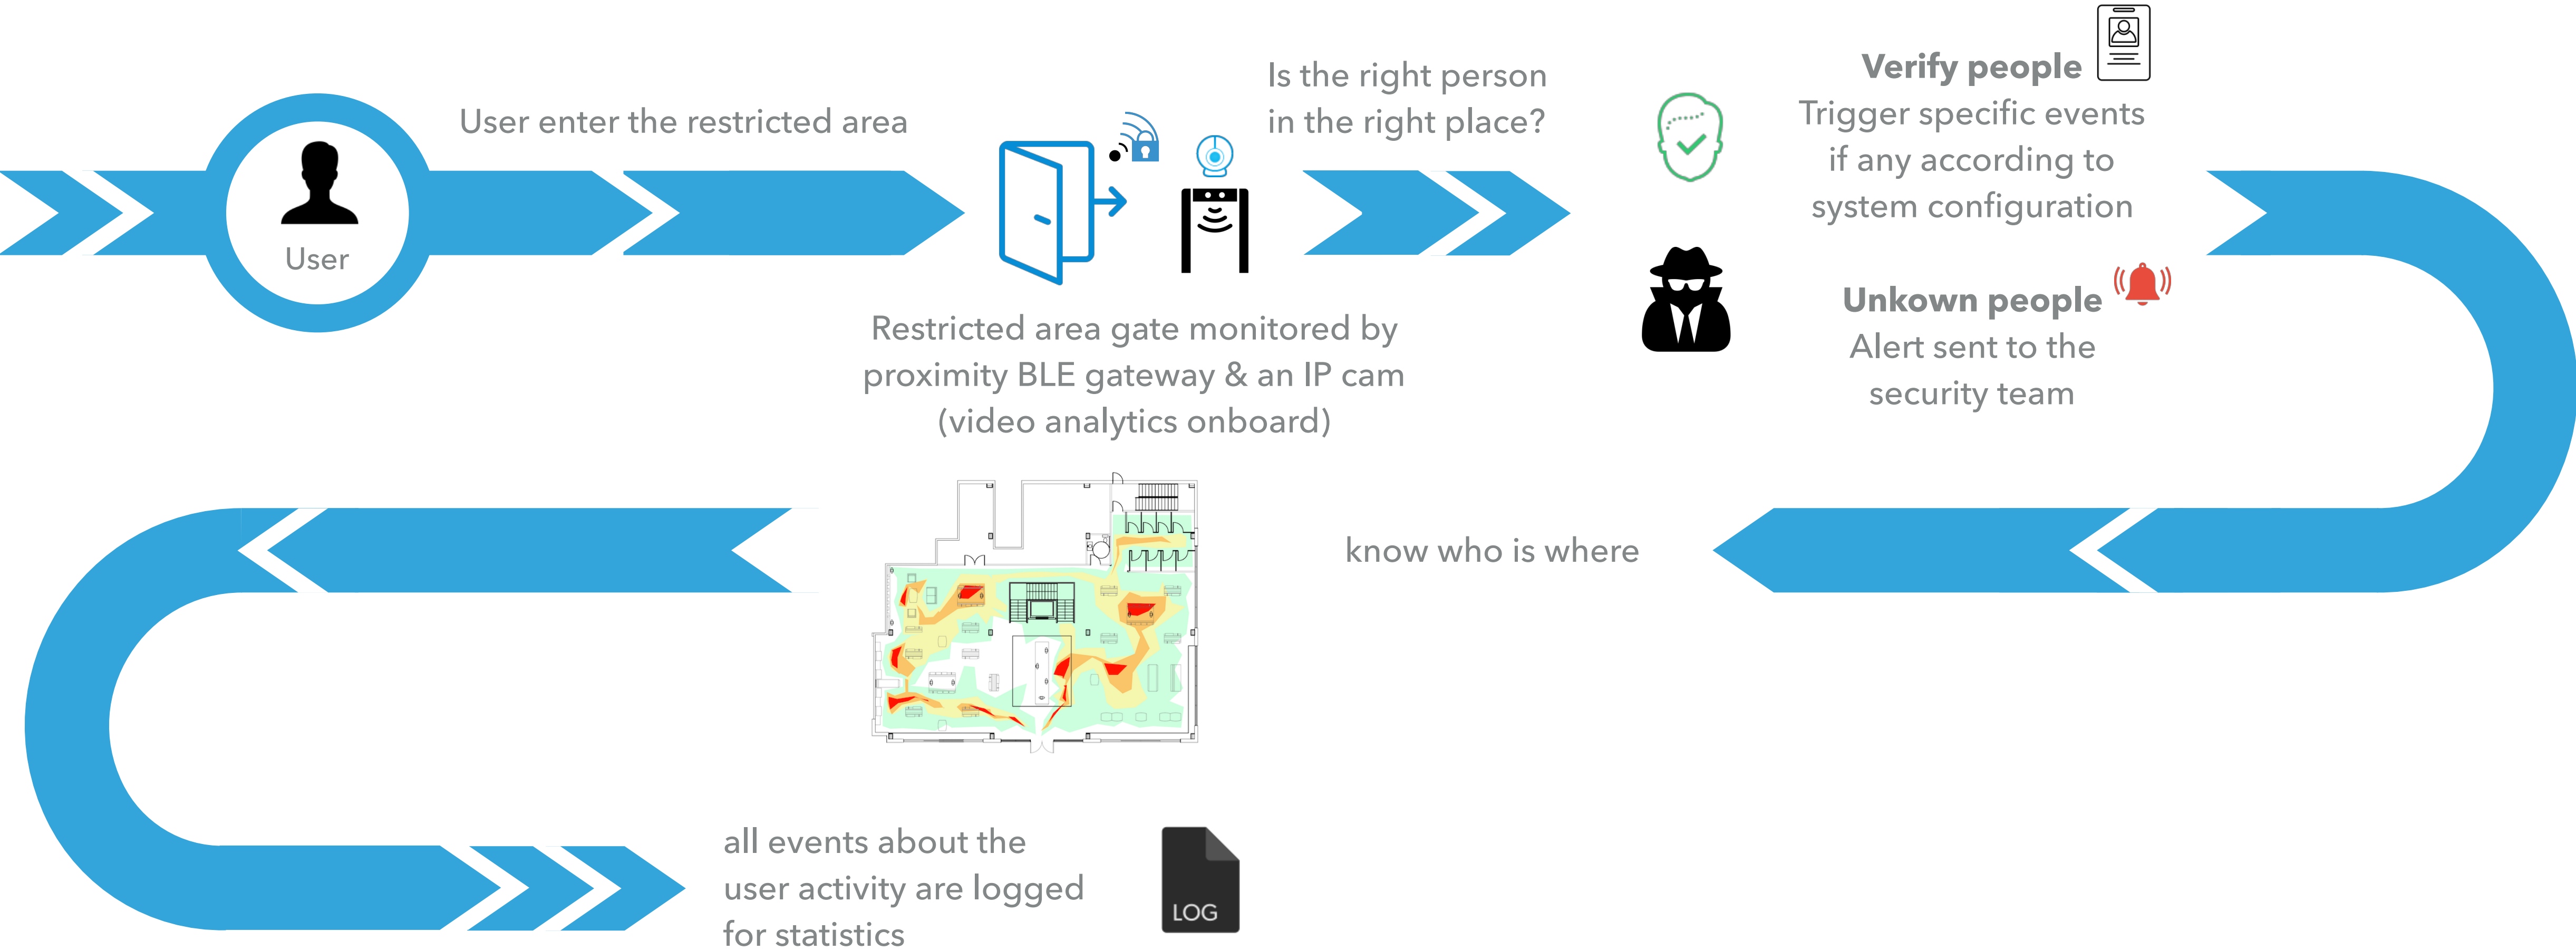 User
User enter the restricted area
Restricted area gate monitored by
proximity BLE gateway & an IP cam
(video analytics onboard)
Is the right person
in the right place?
Verify people
Trigger specific events
if any according to
system configuration
Unkown people
Alert sent to the
security team
know who is where
all events about the
user activity are logged
for statistics
LOG